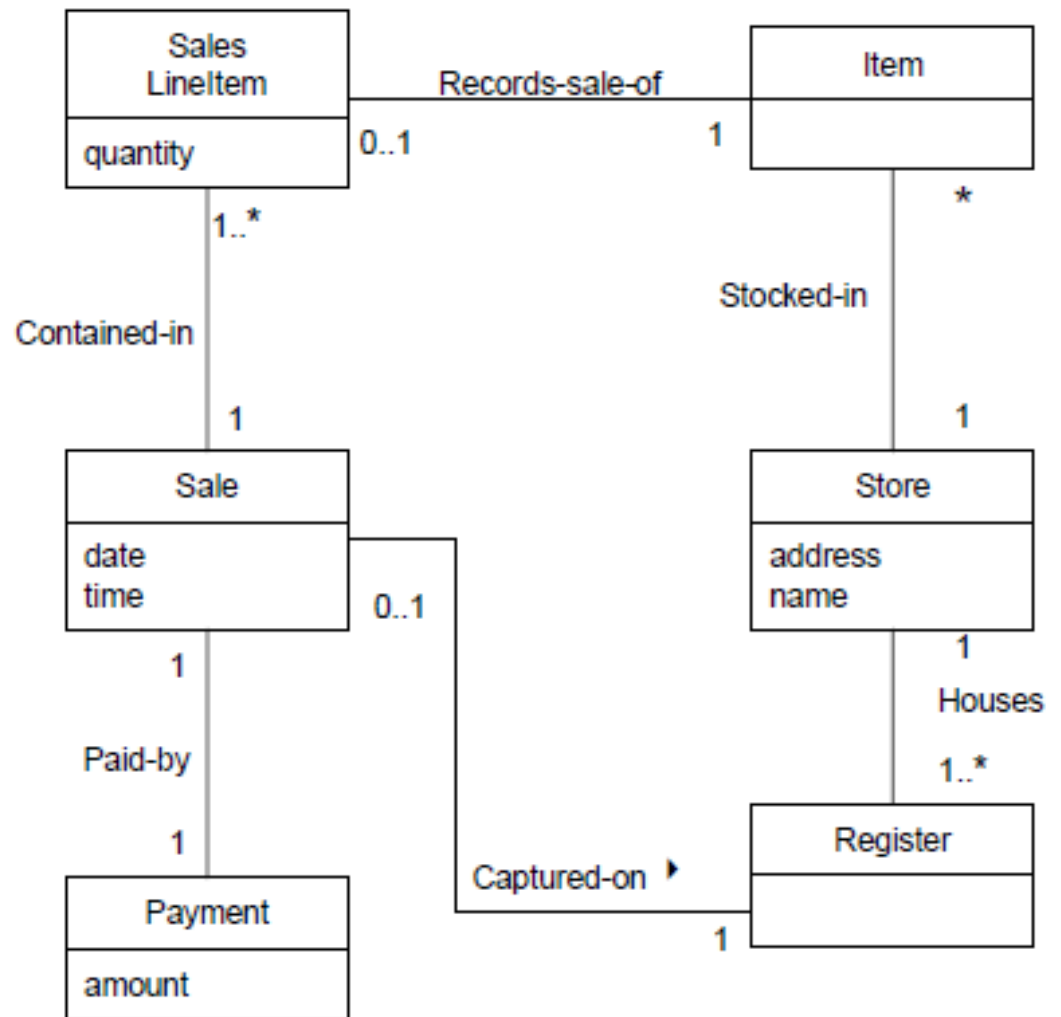 Sales
LineItem
quantity
Records-sale-of
0..1
1
Item
1..*
*
Contained-in
Stocked-in
1
1
Sale
date
time
Store
address
name
0..1
1
1
Houses
Paid-by
1..*
1
Captured-on
1
Register
Payment
amount